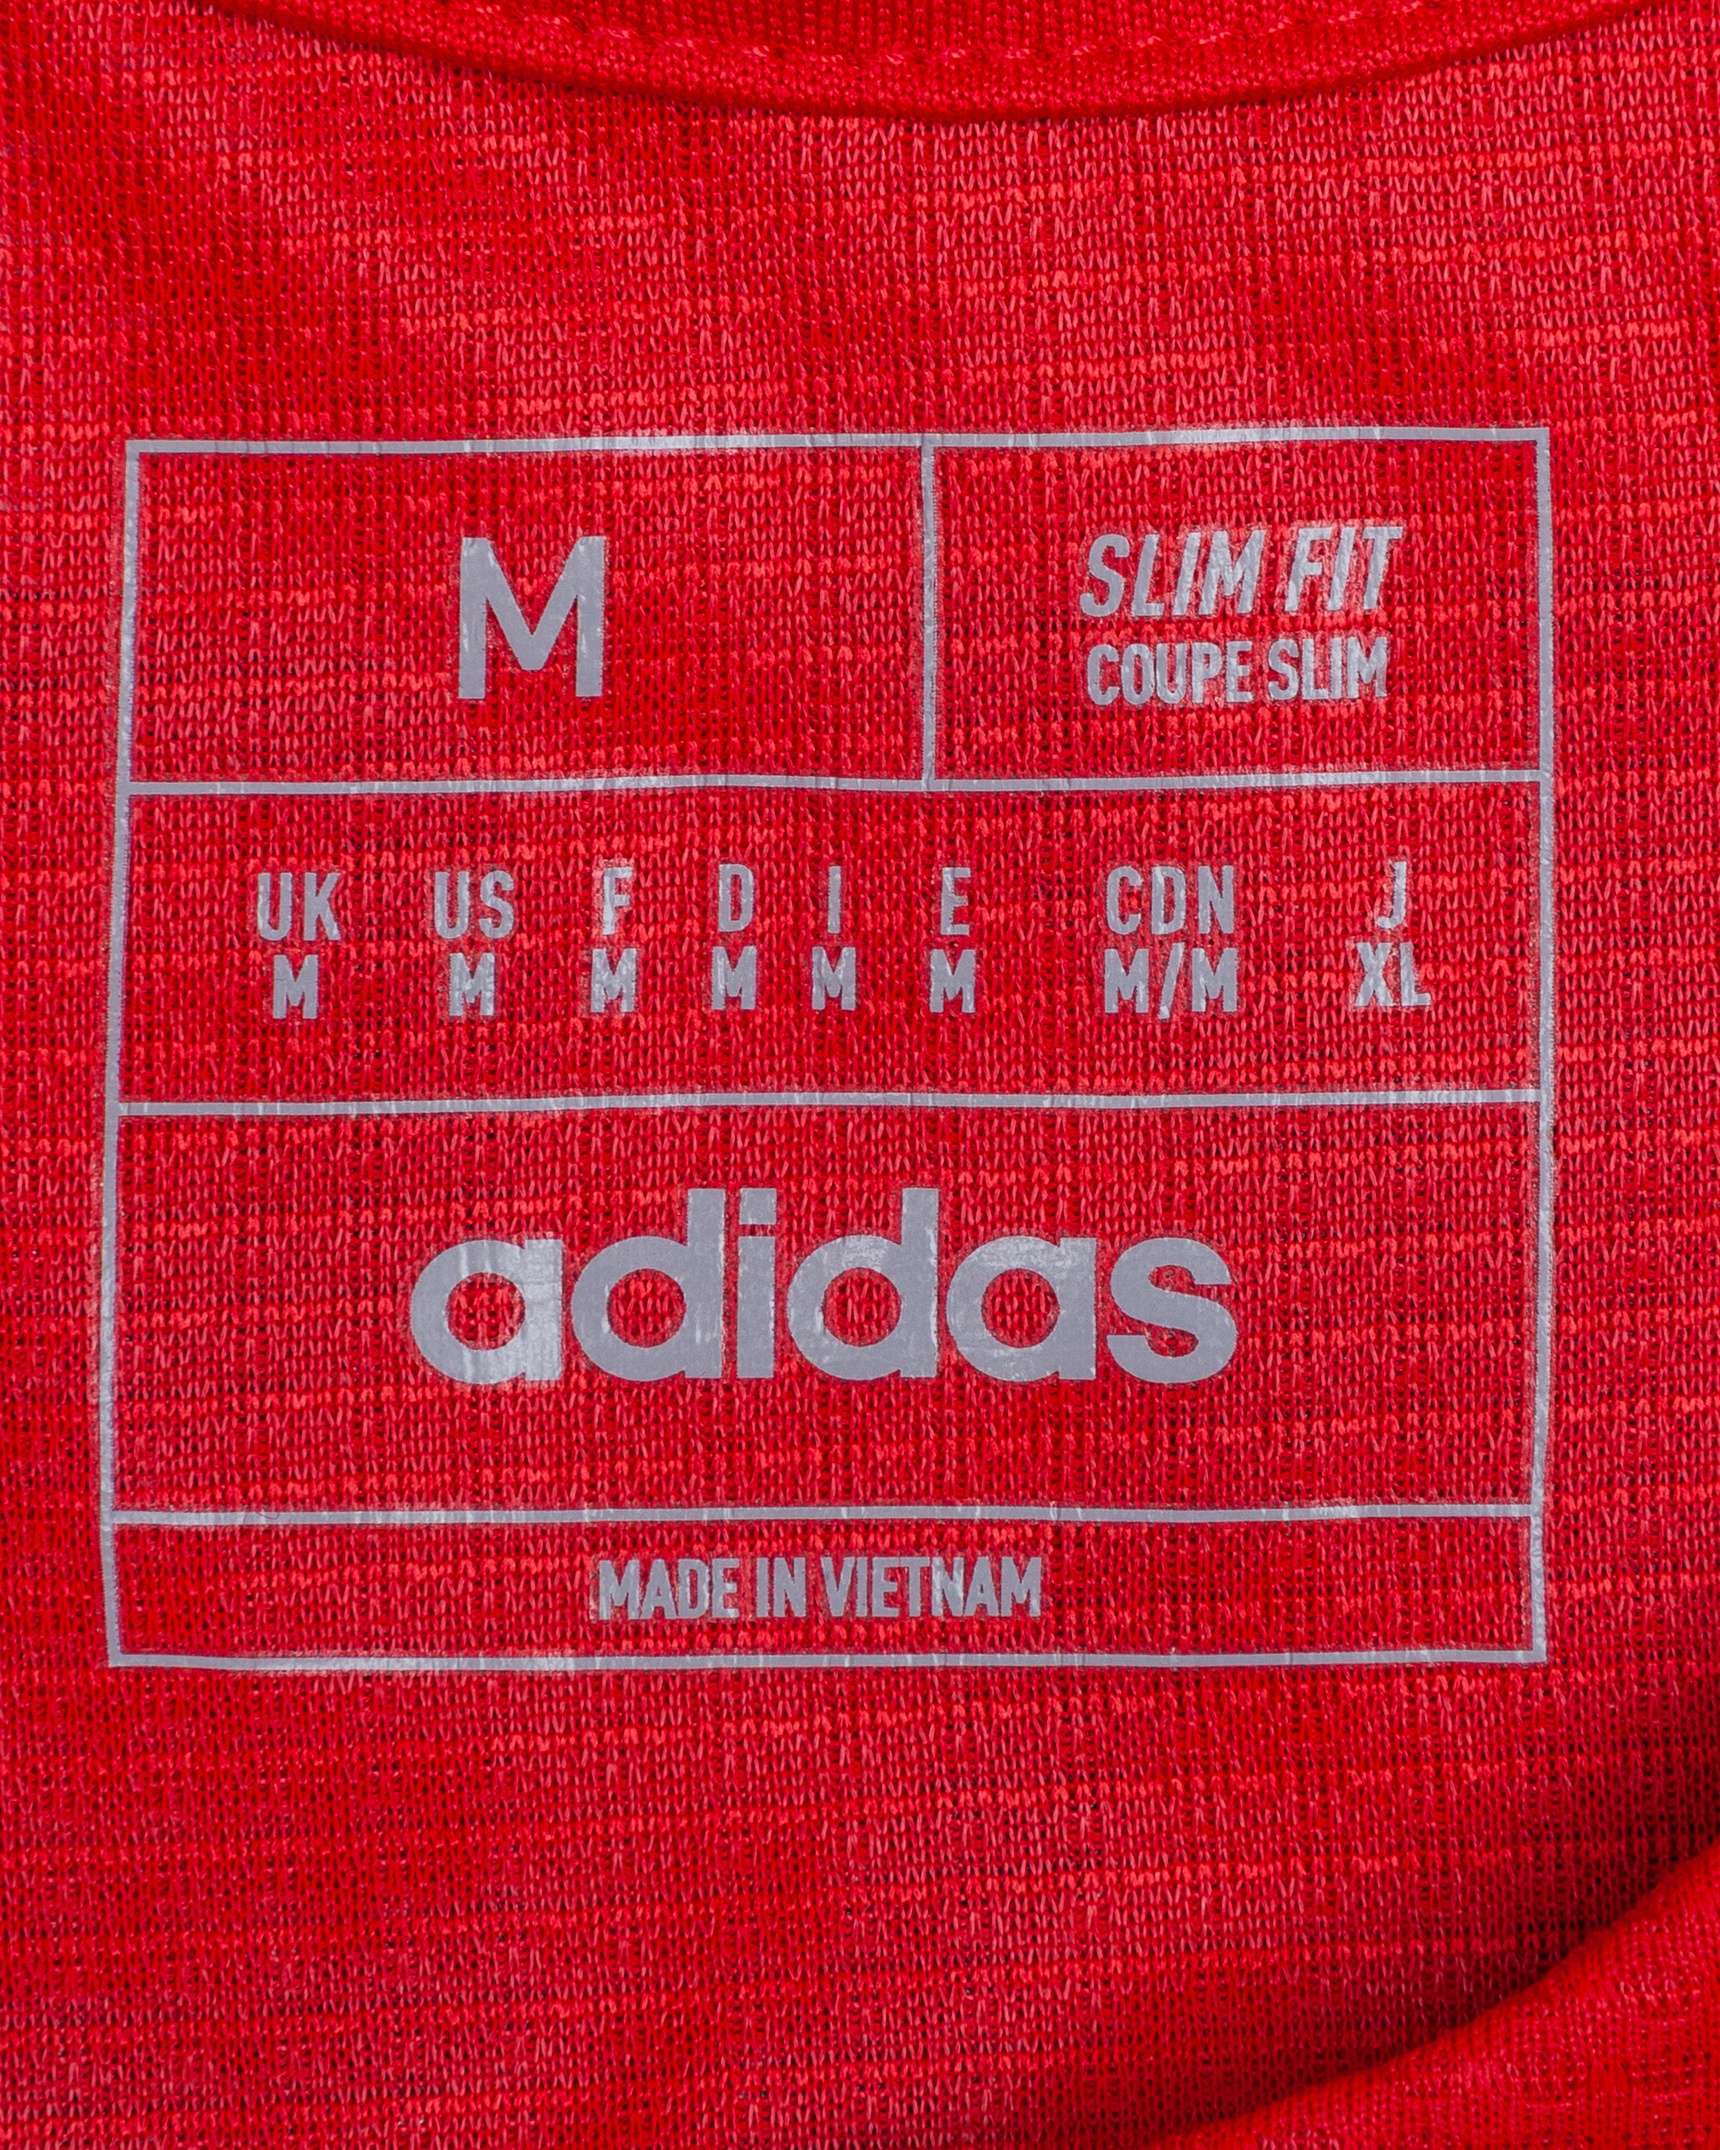 M
SLIM FIT
COUPE SLIM
UK US F D I E CDN J
M M M M M M M/M XL
adidas
MADE IN VIETNAM